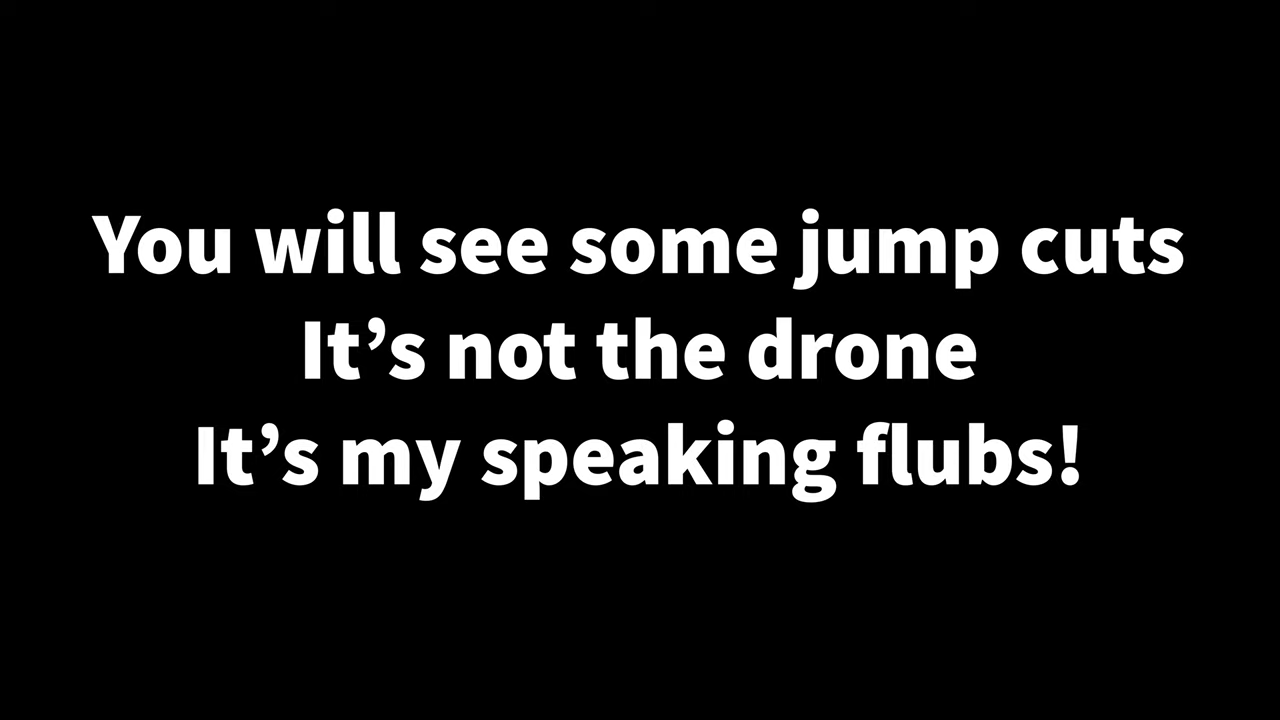 You will see some jump cuts
It’s not the drone
It’s my speaking flubs!